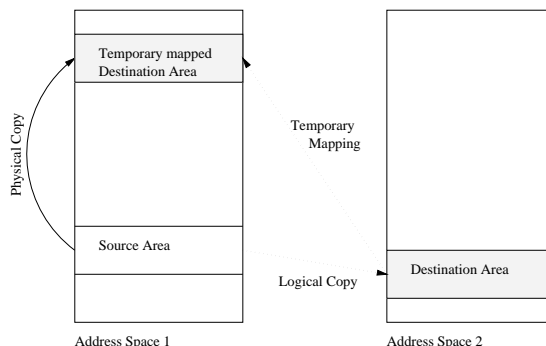 Temporary mapped
Destination Area
Physical Copy
Temporary
Mapping
Source Area
Destination Area
Logical Copy
Address Space 1
Address Space 2